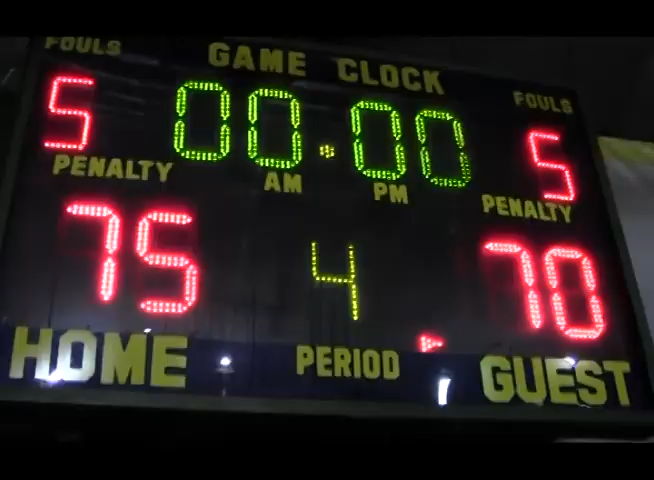 FOULS GAME CLOCK FOULS
5 00:00 5
PENALTY AM PM PENALTY
75 4 70
HOME PERIOD GUEST